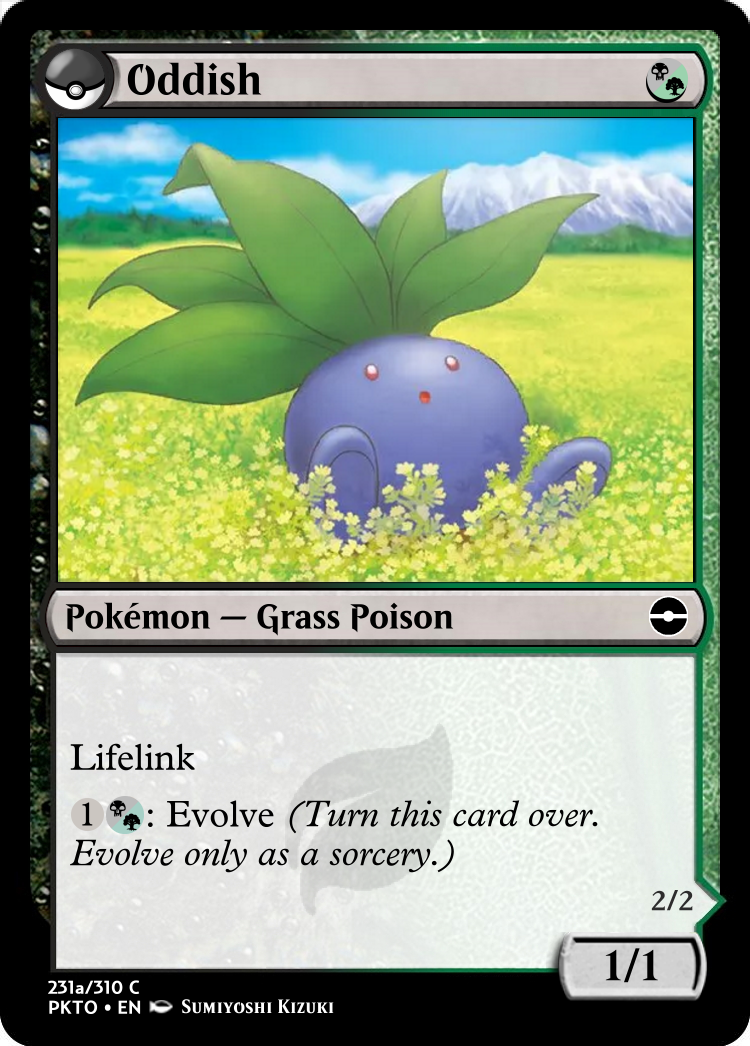 Oddish
Pokémon — Grass Poison
Lifelink
1 : Evolve (Turn this card over.
Evolve only as a sorcery.)
2/2
1/1
231a/310 C
PKTO • EN Sumiyoshi Kizuki